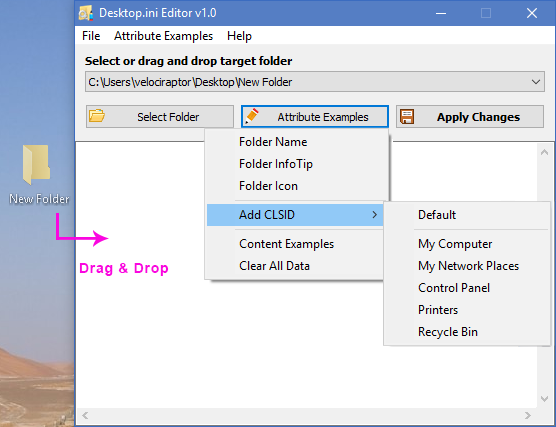 Desktop.ini Editor v1.0
File Attribute Examples Help
Select or drag and drop target folder
C:\Users\velociraptor\Desktop\New Folder
Select Folder Attribute Examples Apply Changes
Folder Name
Folder InfoTip
Folder Icon
Add CLSID
Content Examples
Clear All Data
Default
My Computer
My Network Places
Control Panel
Printers
Recycle Bin
New Folder
Drag & Drop